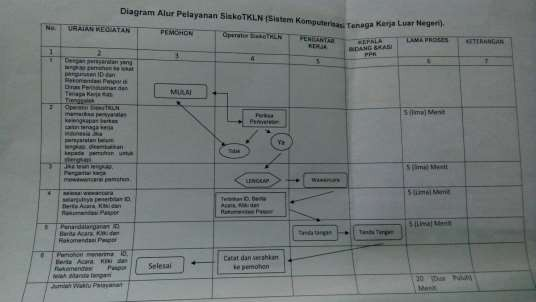 Diagram Alur Pelayanan SiskoTKLN (Sistem Komputerisasi Tenaga Kerja Luar Negeri).
No. URAIAN KEGIATAN PEMOHON Operator SiskoTKLN PENGANTAR KERJA KEPALA BIDANG &KASI PPK LAMA PROSES KETERANGAN
1 2 3 4 5 6 7
1 Dengan persyaratan yang
lengkap pemohon ke loket
pengurusan ID dan
Rekomendasi Paspor di
Dinas Perindustrian dan
Tenaga Kerja Kab.
Trenggalek
MULAI
2 Operator SiskoTKLN
memeriksa persyaratan
kelengkapan berkas
calon tenaga kerja
indonesia Jika
persyaratan belum
lengkap, dikembalikan
kepada pemohon untuk
dilengkapi.
Periksa
Persyaratan
Tidak
Ya
5 (lima) Menit
3 Jika telah lengkap,
Pengantar kerja
mewawancarai pemohon.
LENGKAP
Wawancara
5 (lima) Menit
4 selesai wawancara
selanjutnya penerbitan ID,
Berita Acara, Kitki dan
Rekumendasi Paspor
Terbitkan ID, Berita
Acara, Kitki dan
Rekumendasi Paspor
5 (Lima) Menit
5 Penandatanganan ID,
Berita Acara, Kitki dan
Rekomendasi Paspor
Tanda tangan
Tanda Tangan
5 (Lima) Menit
6 Pemohon menerima ID,
Berita Acara, Kitki dan
Rekomendasi Paspor
telah ditanda tangani
Selesai
Catat dan serahkan
ke pemohon
Jumlah Waktu Pelayanan
20 (Dua Puluh)
Menit